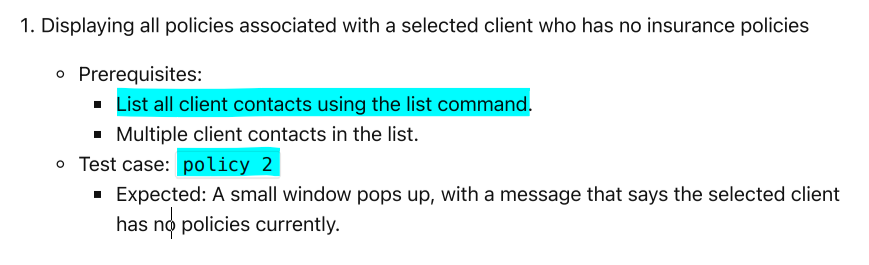 1. Displaying all policies associated with a selected client who has no insurance policies
Prerequisites:
List all client contacts using the list command.
Multiple client contacts in the list.
Test case: policy 2
Expected: A small window pops up, with a message that says the selected client
has no policies currently.